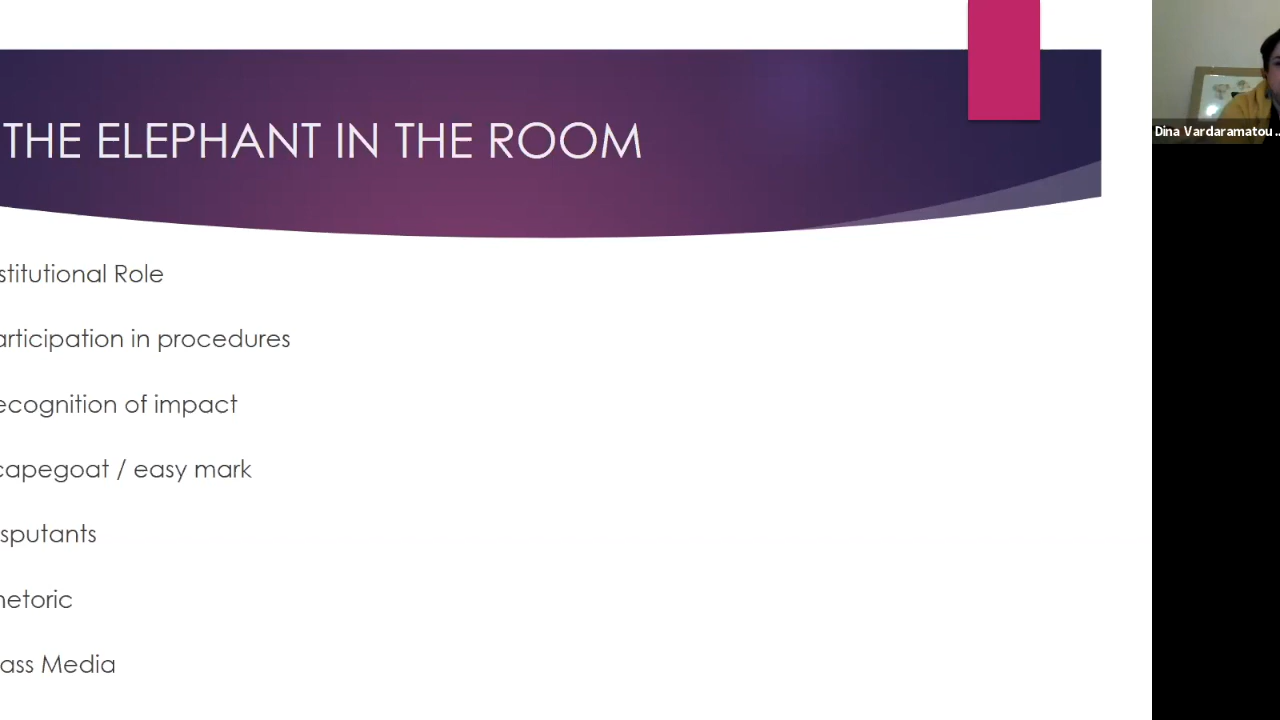 THE ELEPHANT IN THE ROOM
stitutional Role
articipation in procedures
ecognition of impact
capegoat / easy mark
sputants
hetoric
ass Media
Dina Vardaramatou ..